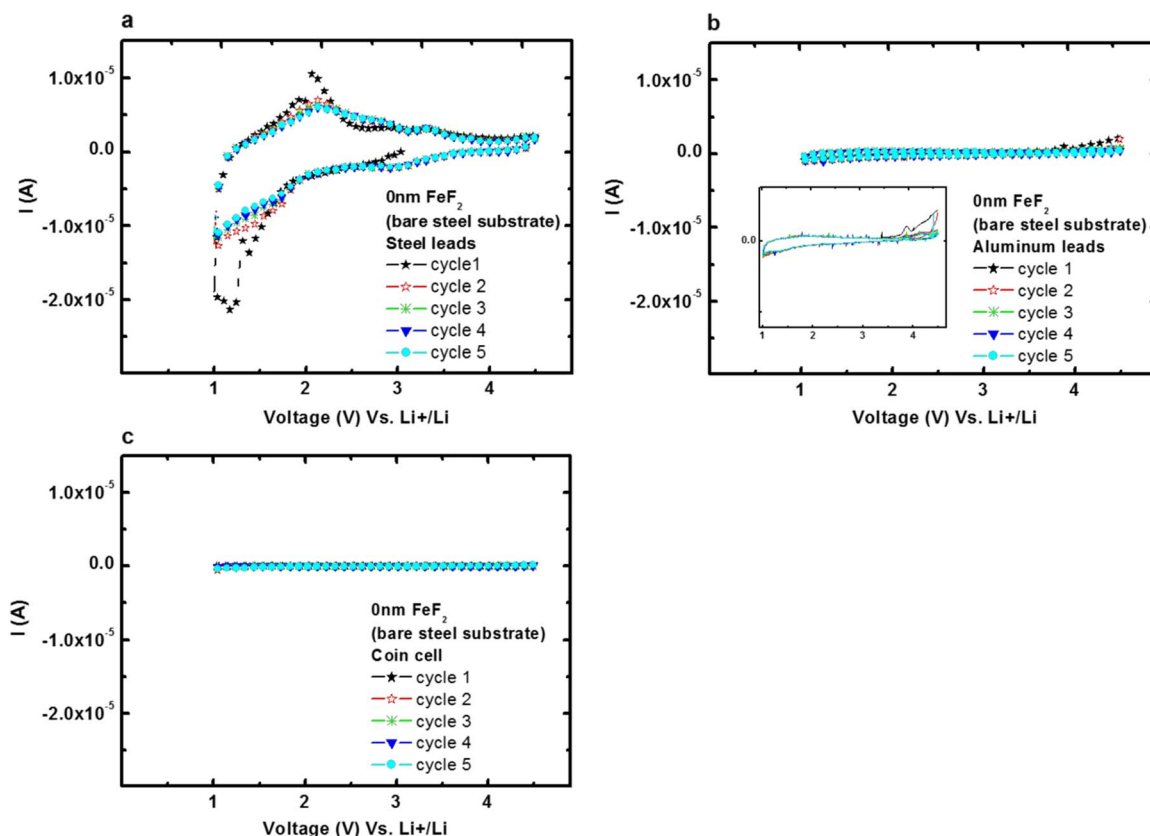 a
1.0x10-5
0.0
-1.0x10-5
-2.0x10-5
I (A)
0nm FeF2
(bare steel substrate)
Steel leads
cycle1
cycle 2
cycle 3
cycle 4
cycle 5
1 2 3 4
Voltage (V) Vs. Li+/Li
b
1.0x10-5
0.0
-1.0x10-5
-2.0x10-5
I (A)
0.0
1 2 3 4
0nm FeF2
(bare steel substrate)
Aluminum leads
cycle 1
cycle 2
cycle 3
cycle 4
cycle 5
1 2 3 4
Voltage (V) Vs. Li+/Li
c
1.0x10-5
0.0
-1.0x10-5
-2.0x10-5
I (A)
0nm FeF2
(bare steel substrate)
Coin cell
cycle 1
cycle 2
cycle 3
cycle 4
cycle 5
1 2 3 4
Voltage (V) Vs. Li+/Li